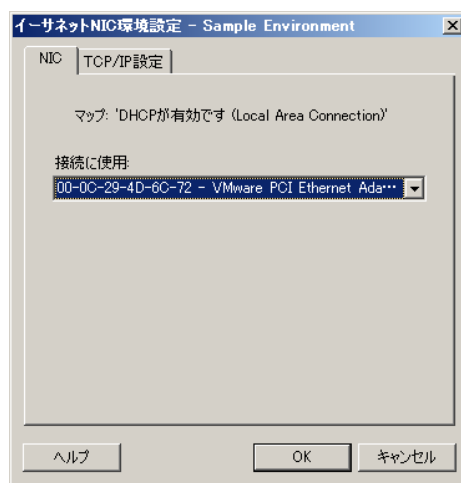 イーサネットNIC環境設定 - Sample Environment
NIC
TCP/IP設定
マップ: 'DHCPが有効です (Local Area Connection)'
接続に使用:
00-0C-29-4D-6C-72 - VMware PCI Ethernet Ada…
ヘルプ
OK
キャンセル